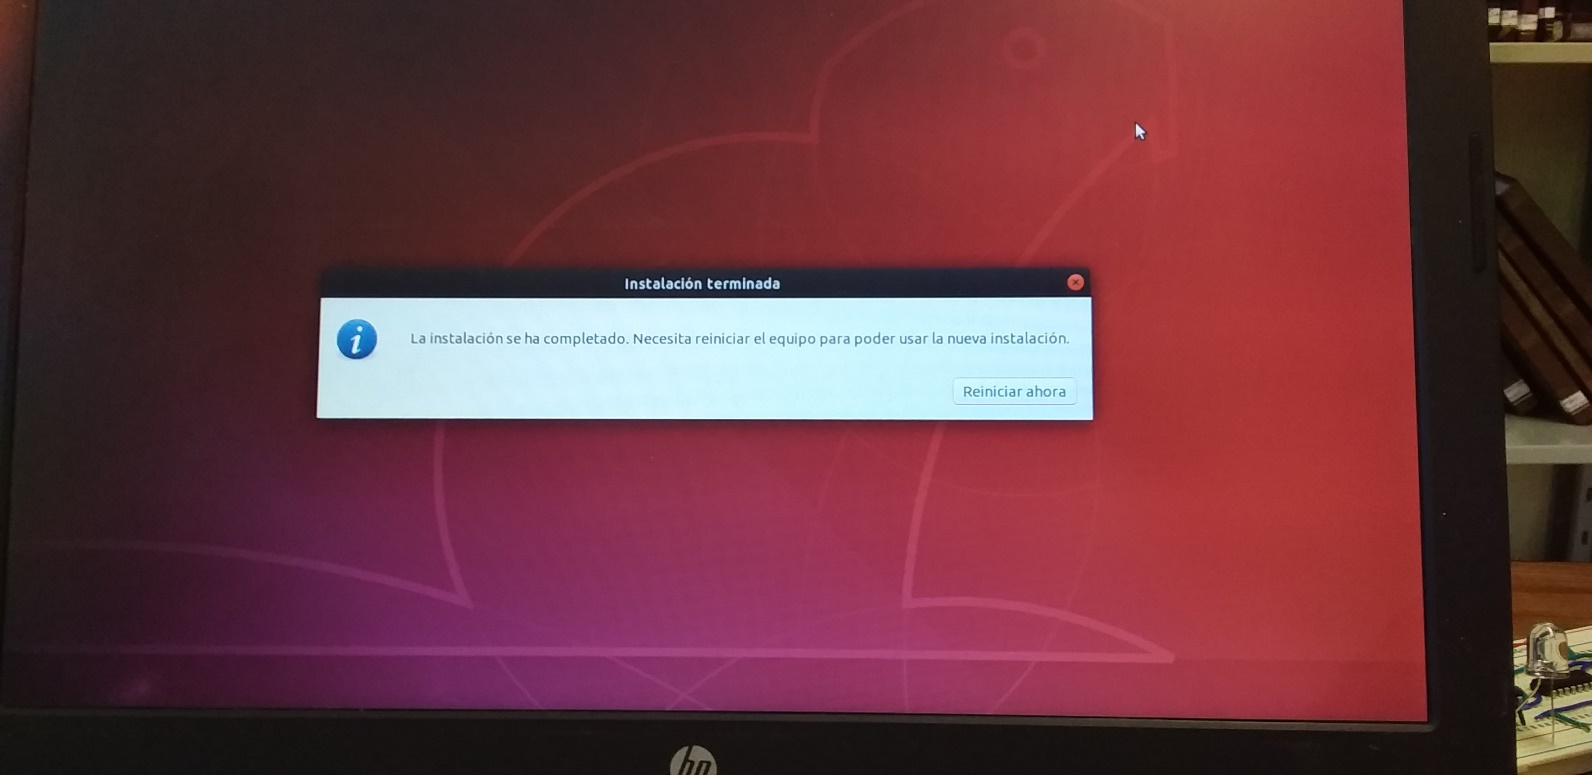 Instalación terminada
La instalación se ha completado. Necesita reiniciar el equipo para poder usar la nueva instalación.
Reiniciar ahora
hp